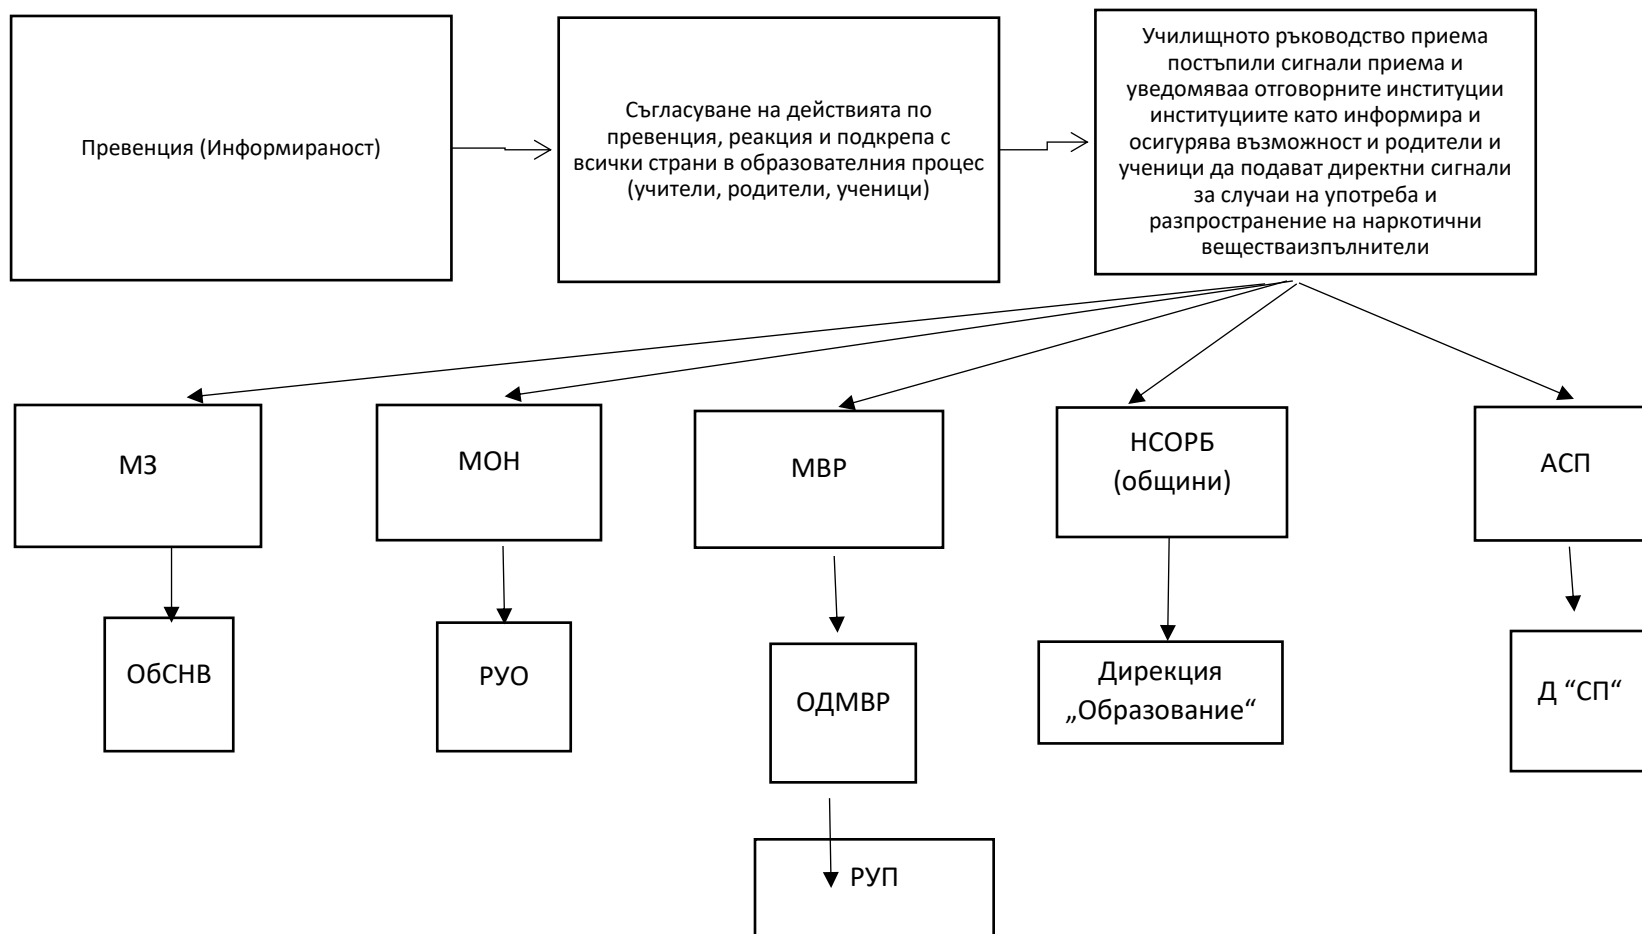 Превенция (Информираност)
Съгласуване на действията по
превенция, реакция и подкрепа с
всички страни в образователния процес
(учители, родители, ученици)
Училищното ръководство приема
постъпили сигнали приема и
уведомяваа отговорните институции
институциите като информира и
осигурява възможност и родители и
ученици да подават директни сигнали
за случаи на употреба и
разпространение на наркотични
веществаизпълнители
МЗ
МОН
МВР
НСОРБ
(общини)
АСП
ОбСНВ
РУО
ОДМВР
Дирекция
„Образование“
Д “СП“
РУП